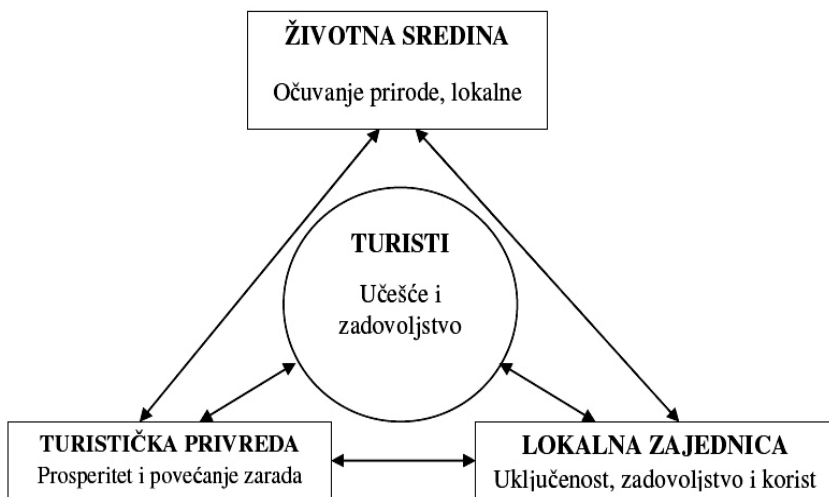 ŽIVOTNA SREDINA
Očuvanje prirode, lokalne
TURISTI
Učešće i
zadovoljstvo
TURISTIČKA PRIVREDA
Prosperitet i povećanje zarada
LOKALNA ZAJEDNICA
Uključenost, zadovoljstvo i korist